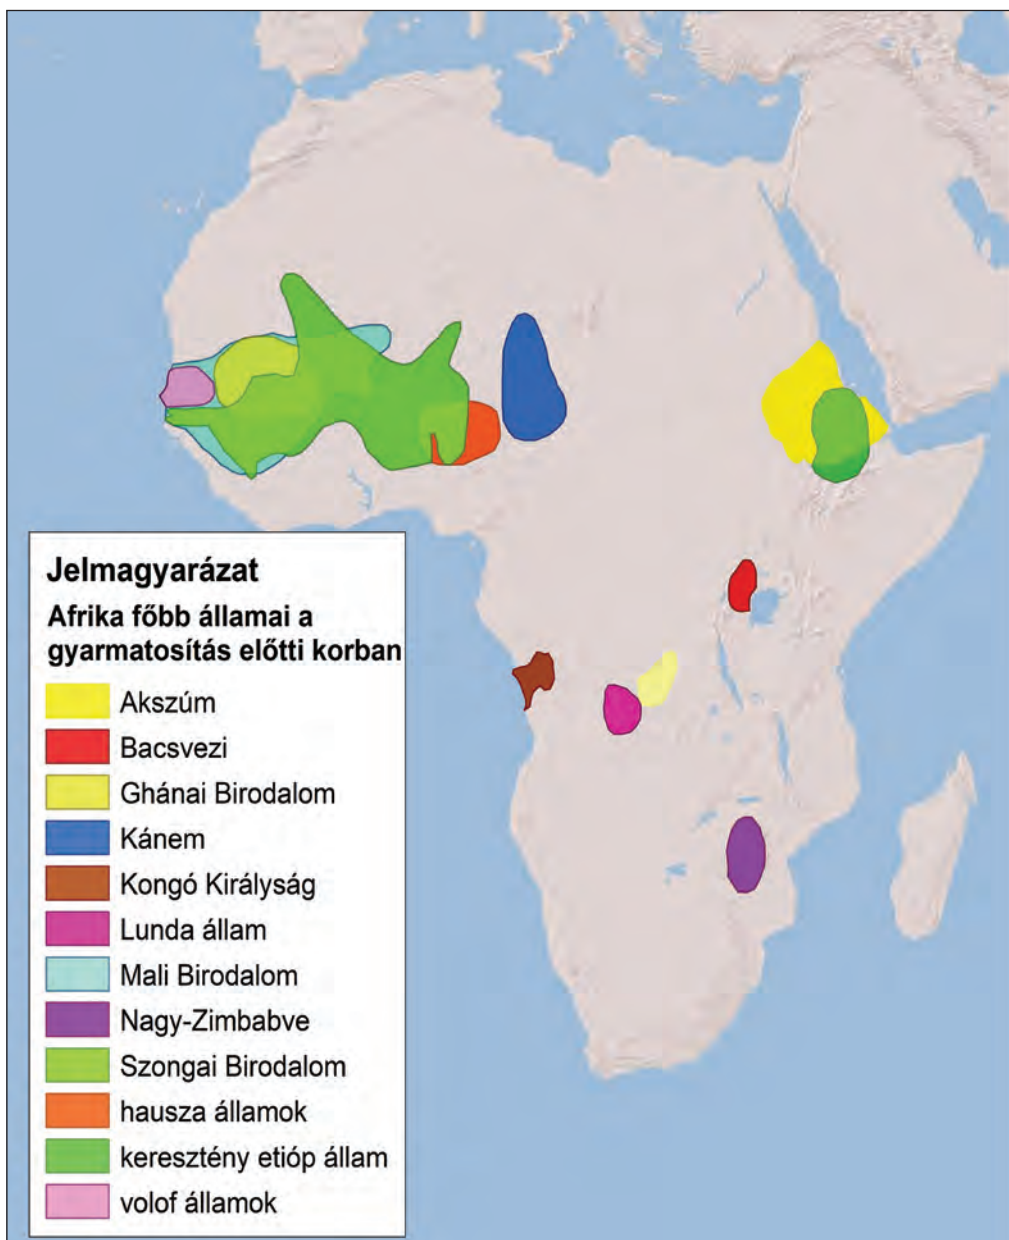 Jelmagyarázat
Afrika főbb államai a
gyarmatosítás előtti korban
Akszúm
Bacsvezi
Ghánai Birodalom
Kánem
Kongó Királyság
Lunda állam
Mali Birodalom
Nagy-Zimbabve
Szongai Birodalom
hausza államok
keresztény etióp állam
volof államok